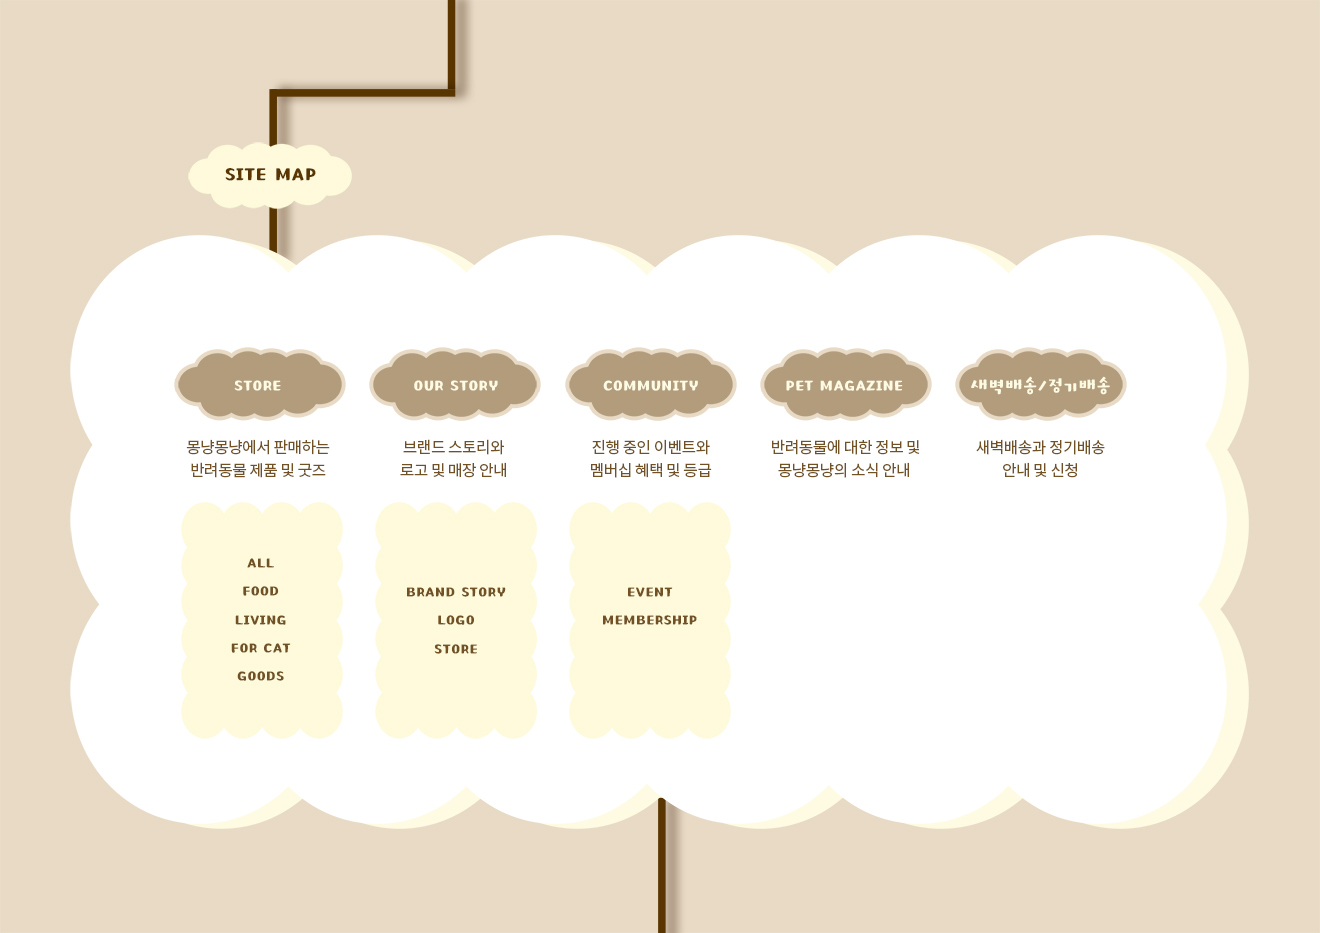 SITE MAP
STORE
몽냥몽냥에서 판매하는
반려동물 제품 및 굿즈
ALL
FOOD
LIVING
FOR CAT
GOODS
OUR STORY
브랜드 스토리와
로고 및 매장 안내
BRAND STORY
LOGO
STORE
COMMUNITY
진행 중인 이벤트와
멤버십 혜택 및 등급
EVENT
MEMBERSHIP
PET MAGAZINE
반려동물에 대한 정보 및
몽냥몽냥의 소식 안내
새벽배송/정기배송
새벽배송과 정기배송
안내 및 신청